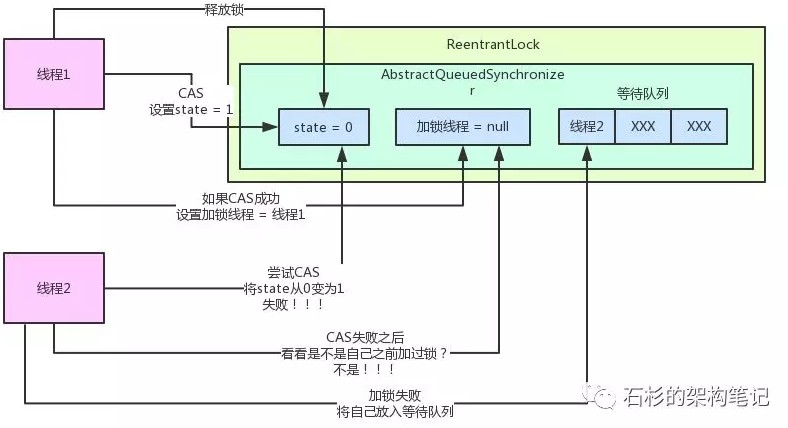 释放锁
ReentrantLock
线程1
AbstractQueuedSynchronize
r
CAS
设置state = 1
等待队列
state = 0
加锁线程 = null
线程2
XXX
XXX
如果CAS成功
设置加锁线程 = 线程1
线程2
尝试CAS
将state从0变为1
失败！！！
CAS失败之后
看看是不是自己之前加过锁？
不是！！！
加锁失败
将自己放入等待队列
石杉的架构笔记